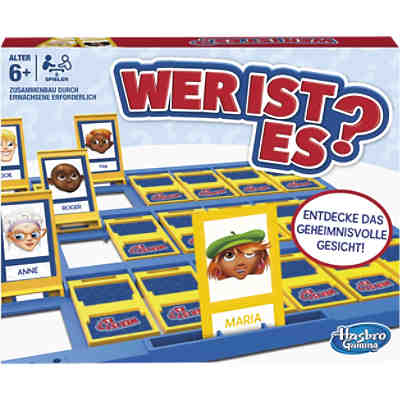 ALTER
6+
2
SPIELER
ZUSAMMENBAU DURCH
ERWACHSENE ERFORDERLICH
WER IST
ES?
TIM
ROGER
ANNE
MARIA
ENTDECKE DAS
GEHEIMNISVOLLE
GESICHT!
Hasbro
Gaming